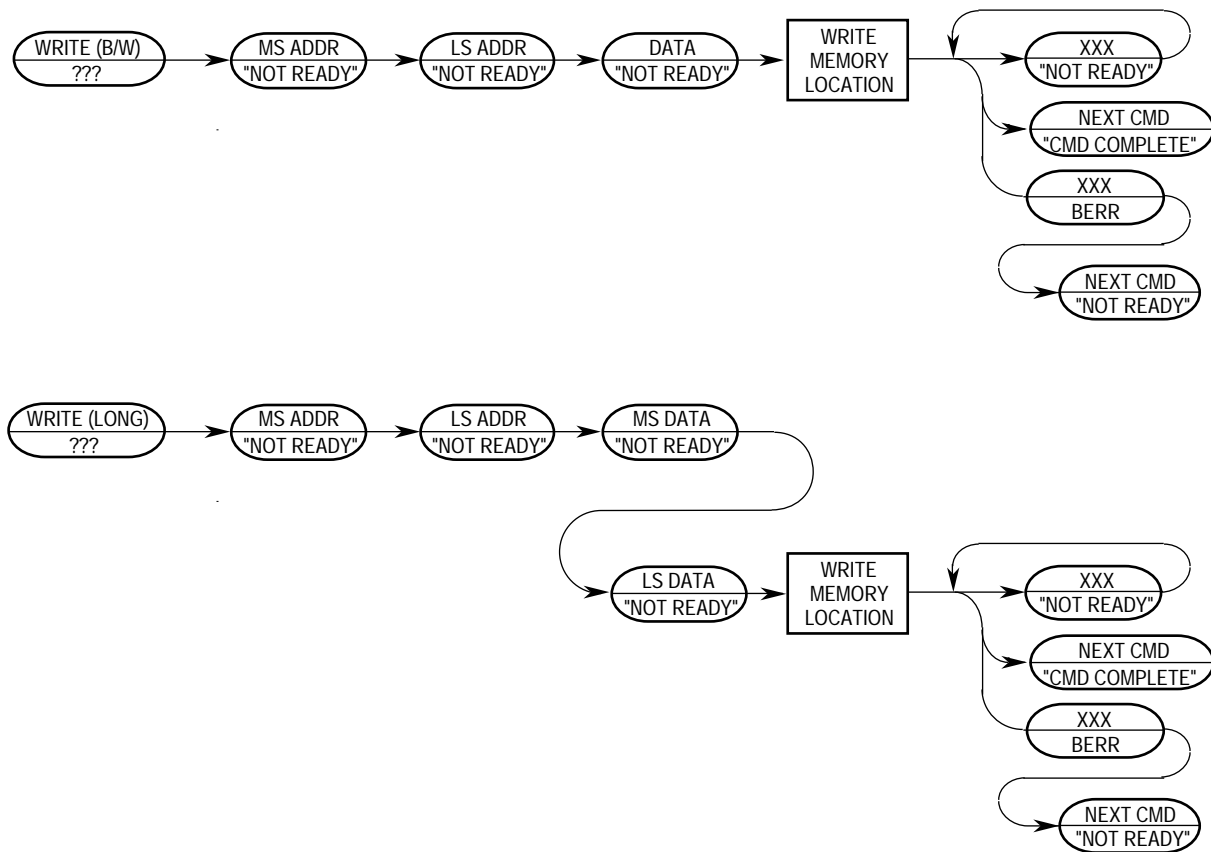 WRITE (B/W)
???
MS ADDR
"NOT READY"
LS ADDR
"NOT READY"
DATA
"NOT READY"
WRITE
MEMORY
LOCATION
XXX
"NOT READY"
NEXT CMD
"CMD COMPLETE"
XXX
BERR
NEXT CMD
"NOT READY"
WRITE (LONG)
???
MS ADDR
"NOT READY"
LS ADDR
"NOT READY"
MS DATA
"NOT READY"
LS DATA
"NOT READY"
WRITE
MEMORY
LOCATION
XXX
"NOT READY"
NEXT CMD
"CMD COMPLETE"
XXX
BERR
NEXT CMD
"NOT READY"